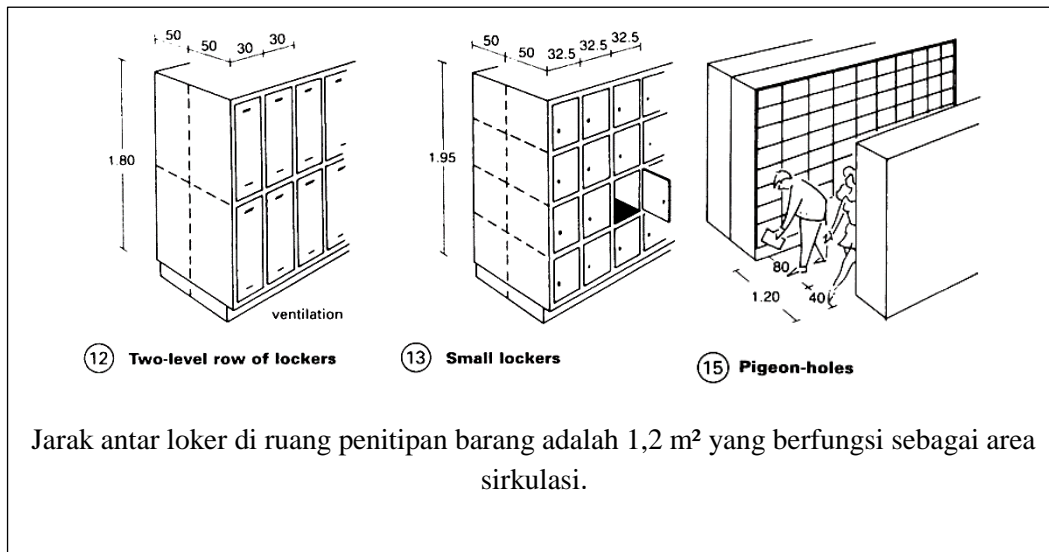 50 50 30 30
1.80
ventilation
12 Two-level row of lockers
50 50 32.5 32.5 32.5
1.95
13 Small lockers
80
1.20 40
15 Pigeon-holes
Jarak antar loker di ruang penitipan barang adalah 1,2 m² yang berfungsi sebagai area
sirkulasi.